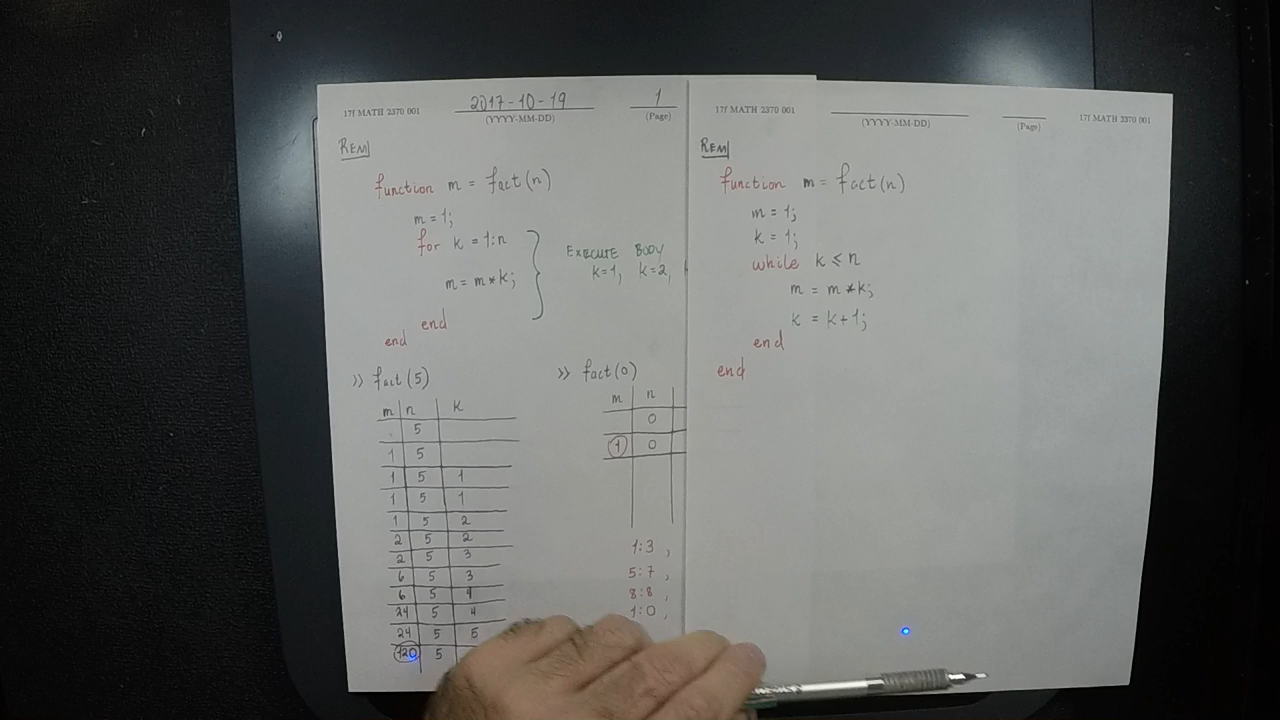 17f MATH 2370 001 2017-10-19 1
(YYYY-MM-DD) (Page)
REM
function m = fact(n)
m = 1;
for k = 1:n
m = m*k;
end
end
EXECUTE BODY
k=1, k=2,
>> fact(5)
m n k
5
1 5
1 5 1
1 5 1
1 5 2
2 5 2
2 5 3
6 5 3
6 5 4
24 5 4
24 5 5
120 5
>> fact(0)
m n
0
1 0
1:3 ,
5:7 ,
8:8 ,
1:0 ,
17f MATH 2370 001 17f MATH 2370 001
(YYYY-MM-DD) (Page)
REM
function m = fact(n)
m = 1;
k = 1;
while k ≤ n
m = m*k;
k = k+1;
end
end